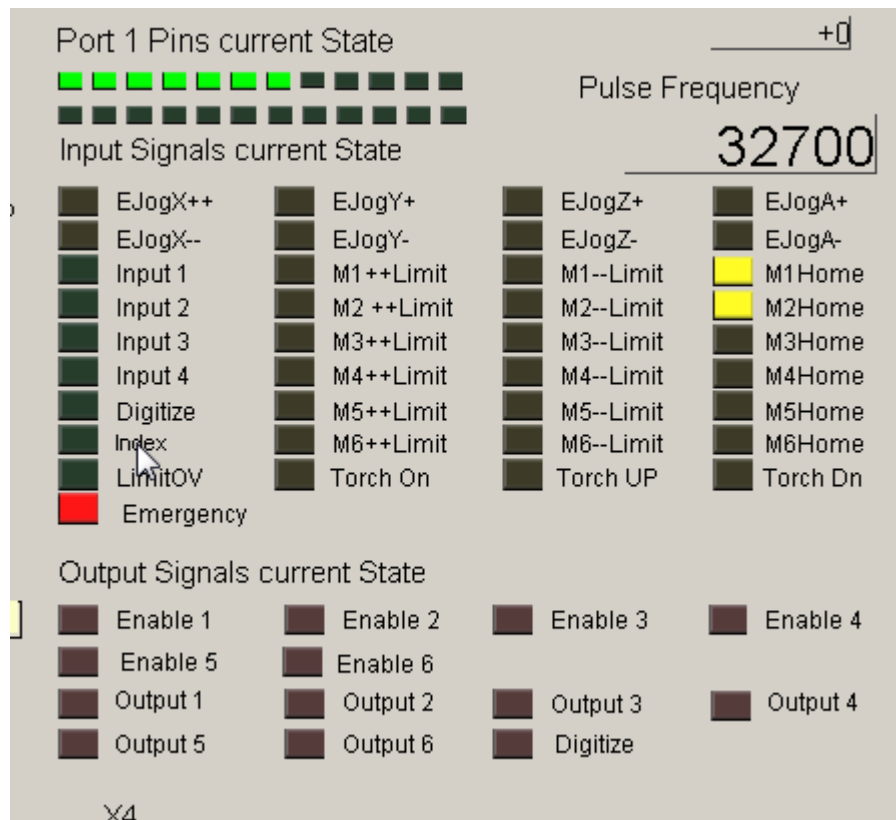 Port 1 Pins current State +0
Pulse Frequency
Input Signals current State 32700
EJogX++ EJogY+ EJogZ+ EJogA+
EJogX-- EJogY- EJogZ- EJogA-
Input 1 M1++Limit M1--Limit M1Home
Input 2 M2 ++Limit M2--Limit M2Home
Input 3 M3++Limit M3--Limit M3Home
Input 4 M4++Limit M4--Limit M4Home
Digitize M5++Limit M5--Limit M5Home
Index M6++Limit M6--Limit M6Home
LimitOV Torch On Torch UP Torch Dn
Emergency
Output Signals current State
Enable 1 Enable 2 Enable 3 Enable 4
Enable 5 Enable 6
Output 1 Output 2 Output 3 Output 4
Output 5 Output 6 Digitize